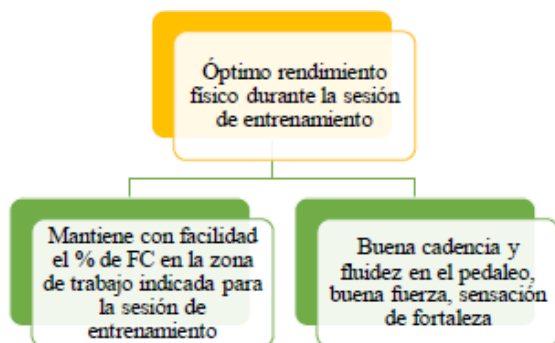 Óptimo rendimiento
físico durante la sesión
de entrenamiento
Mantiene con facilidad
el % de FC en la zona
de trabajo indicada para
la sesión de
entrenamiento
Buena cadencia y
fluidez en el pedaleo,
buena fuerza, sensación
de fortaleza